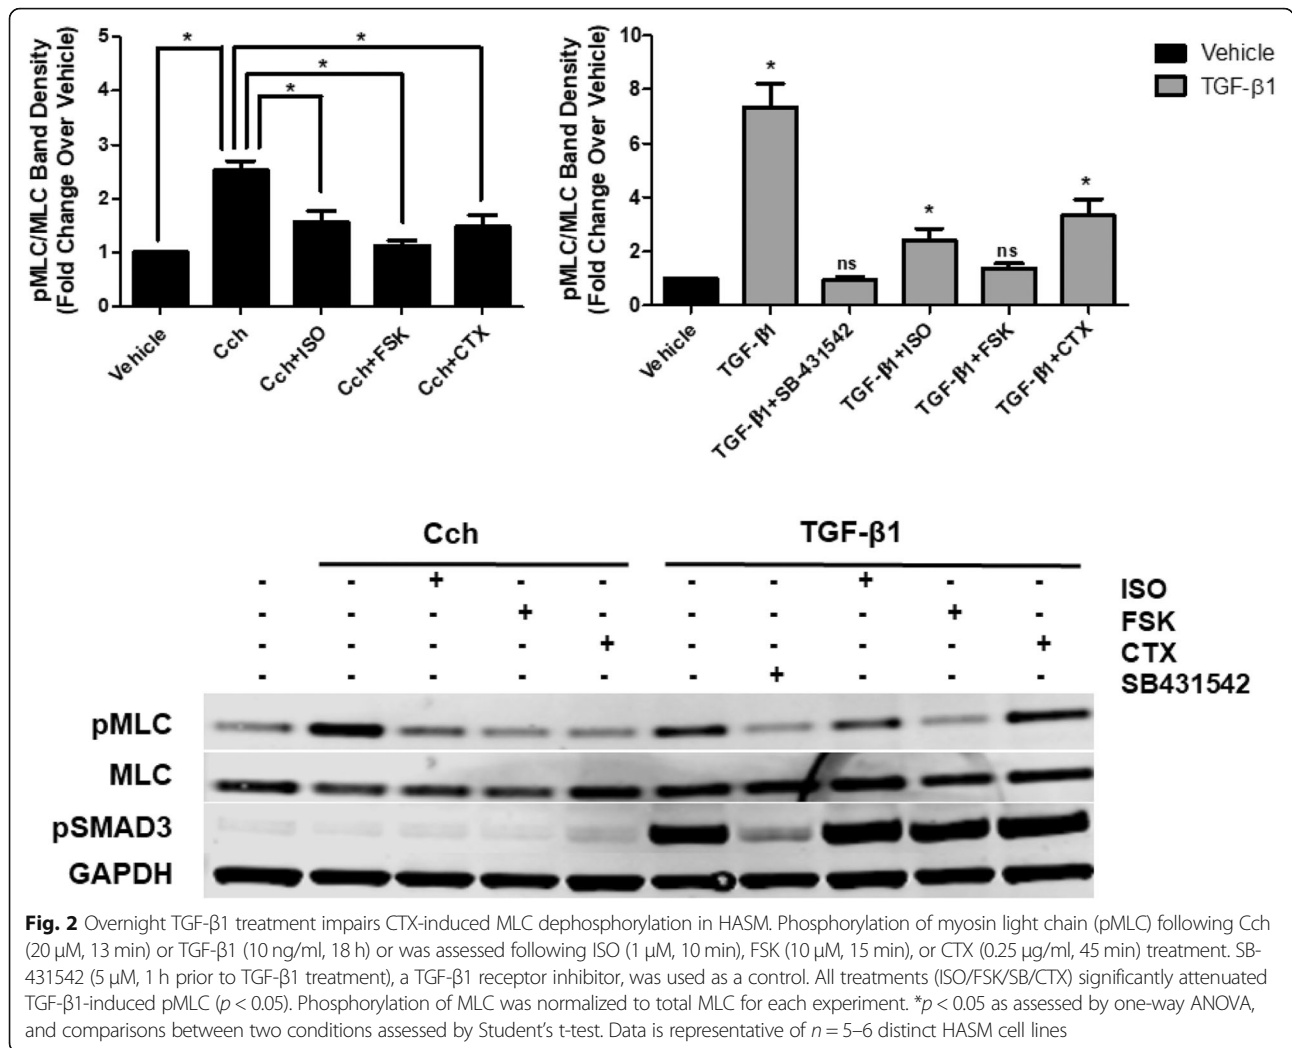 pMLC/MLC Band Density
(Fold Change Over Vehicle)
5
4
3
2
1
0
*
*
*
*
Vehicle
Cch
Cch+ISO
Cch+FSK
Cch+CTX
pMLC/MLC Band Density
(Fold Change Over Vehicle)
10
8
6
4
2
0
*
ns
*
ns
*
Vehicle
TGF-β1
TGF-β1+SB-431542
TGF-β1+ISO
TGF-β1+FSK
TGF-β1+CTX
Vehicle
TGF-β1
Cch TGF-β1
- - + - - - - + - - ISO
- - - + - - - - + - FSK
- - - - + - - - - + CTX
- - - - - - + - - - SB431542
pMLC
MLC
pSMAD3
GAPDH
Fig. 2 Overnight TGF-β1 treatment impairs CTX-induced MLC dephosphorylation in HASM. Phosphorylation of myosin light chain (pMLC) following Cch
(20 μM, 13 min) or TGF-β1 (10 ng/ml, 18 h) or was assessed following ISO (1 μM, 10 min), FSK (10 μM, 15 min), or CTX (0.25 μg/ml, 45 min) treatment. SB-
431542 (5 μM, 1 h prior to TGF-β1 treatment), a TGF-β1 receptor inhibitor, was used as a control. All treatments (ISO/FSK/SB/CTX) significantly attenuated
TGF-β1-induced pMLC (p < 0.05). Phosphorylation of MLC was normalized to total MLC for each experiment. *p < 0.05 as assessed by one-way ANOVA,
and comparisons between two conditions assessed by Student's t-test. Data is representative of n = 5–6 distinct HASM cell lines